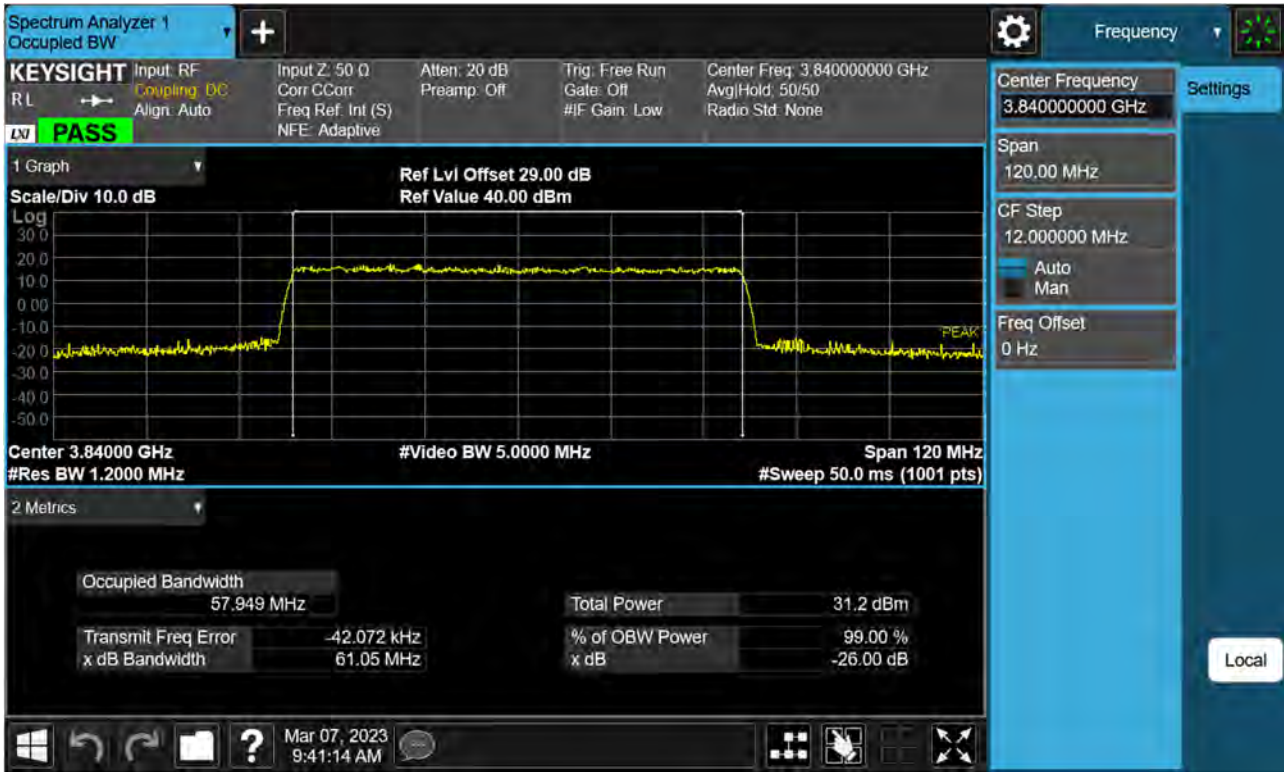 Spectrum Analyzer 1
Occupied BW
+
Frequency
KEYSIGHT
R L
LXI
PASS
Input: RF
Coupling: DC
Align: Auto
Input Z: 50 Ω
Corr CCorr
Freq Ref: Int (S)
NFE: Adaptive
Atten: 20 dB
Preamp: Off
Trig: Free Run
Gate: Off
#IF Gain: Low
Center Freq: 3.840000000 GHz
Avg|Hold: 50/50
Radio Std: None
Center Frequency
3.840000000 GHz
Settings
Span
120.00 MHz
CF Step
12.000000 MHz
Auto
Man
Freq Offset
0 Hz
1 Graph
Scale/Div 10.0 dB
Ref Lvl Offset 29.00 dB
Ref Value 40.00 dBm
Log
30.0
20.0
10.0
0.00
-10.0
-20.0
-30.0
-40.0
-50.0
PEAK
Center 3.84000 GHz
#Video BW 5.0000 MHz
Span 120 MHz
#Res BW 1.2000 MHz
#Sweep 50.0 ms (1001 pts)
2 Metrics
Occupied Bandwidth
57.949 MHz
Total Power 31.2 dBm
Transmit Freq Error -42.072 kHz
% of OBW Power 99.00 %
x dB Bandwidth 61.05 MHz
x dB -26.00 dB
Local
?
Mar 07, 2023
9:41:14 AM